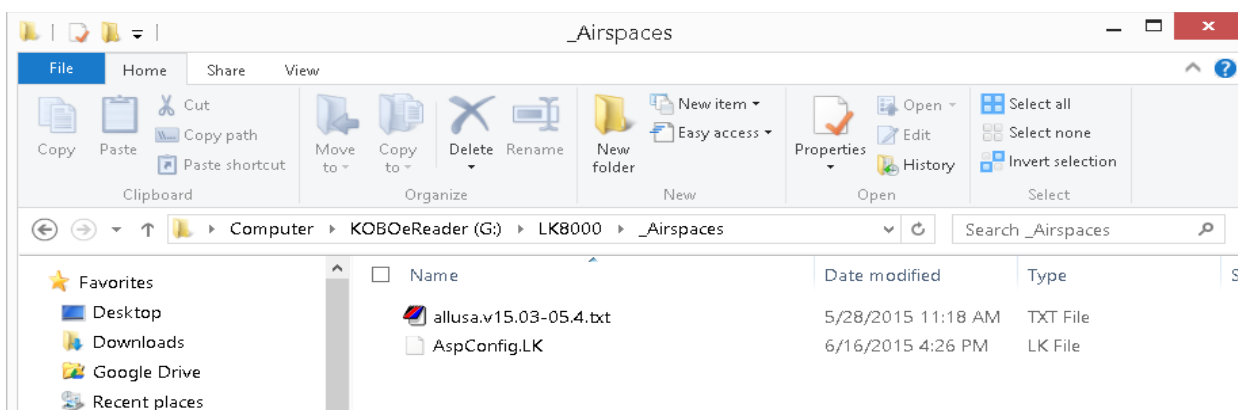 _Airspaces
File Home Share View
Copy Paste Cut Copy path Paste shortcut
Move to Copy to Delete Rename
New folder New item Easy access
Properties Open Edit History
Select all Select none Invert selection
Clipboard Organize New Open Select
Computer KOBOeReader (G:) LK8000 _Airspaces Search _Airspaces
Favorites
Desktop
Downloads
Google Drive
Recent places
Name Date modified Type S
allusa.v15.03-05.4.txt 5/28/2015 11:18 AM TXT File
AspConfig.LK 6/16/2015 4:26 PM LK File